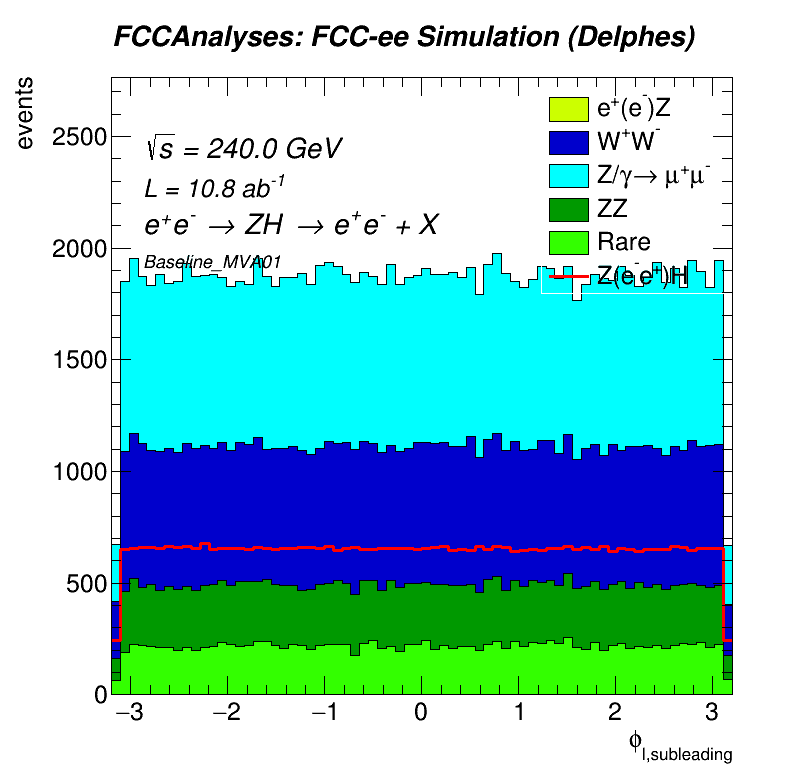 FCCAnalyses: FCC-ee Simulation (Delphes)
events
√s = 240.0 GeV
L = 10.8 ab⁻¹
e⁺e⁻ → ZH → e⁺e⁻ + X
Baseline_MVA01
e⁺(e⁻)Z
W⁺W⁻
Z/γ→ μ⁺μ⁻
ZZ
Rare
Z(e⁻e⁺)H
2500
2000
1500
1000
500
0
−3 −2 −1 0 1 2 3
ϕl,subleading